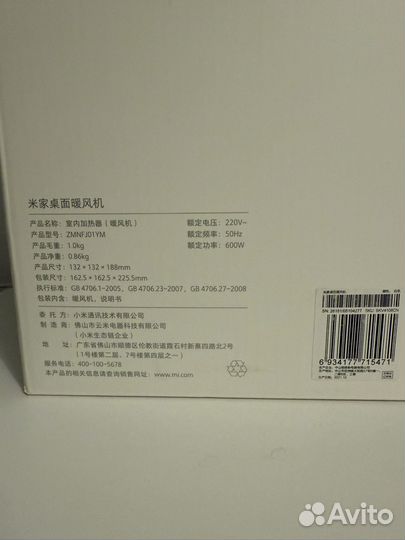 米家桌面暖风机
产品名称：室内加热器（暖风机） 额定电压：220V~
产品型号：ZMNFJ01YM 额定频率：50Hz
产品毛重：1.0kg 额定功率：600W
产品净重：0.86kg
产品尺寸：132×132×188mm
包装尺寸：162.5×162.5×225.5mm
执行标准：GB 4706.1~2005，GB 4706.23~2007，GB 4706.27~2008
包装内含：暖风机，说明书
委 托 方：小米通讯技术有限公司
制 造 商：佛山市云米电器科技有限公司
（小米生态链企业）
地 址：广东省佛山市顺德区伦教街道霞石村新熹四路北2号
（1号楼第二层、7号楼第四层之一）
服务电话：400-100-5678
本产品的相关信息请查询官方网站：www.mi.com
6 934177 715471
Avito